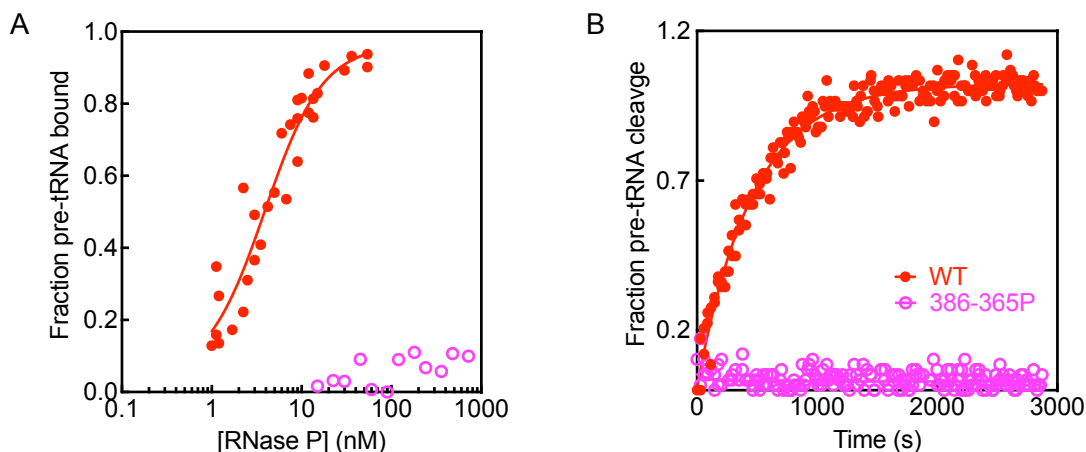 A
Fraction pre-tRNA bound
1.0
0.8
0.6
0.4
0.2
0.0
0.1
1
10
100
1000
[RNase P] (nM)
B
Fraction pre-tRNA cleavge
1.2
0.7
0.2
0
1000
2000
3000
Time (s)
WT
386-365P